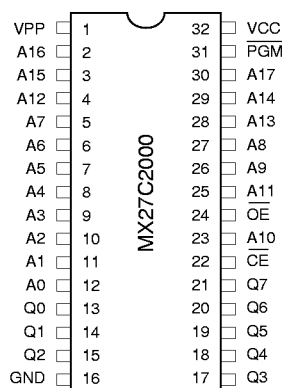 VPP 1 32 VCC
A16 2 31 PGM
A15 3 30 A17
A12 4 29 A14
A7 5 28 A13
A6 6 27 A8
A5 7 26 A9
A4 8 25 A11
A3 9 24 OE
A2 10 23 A10
A1 11 22 CE
A0 12 21 Q7
Q0 13 20 Q6
Q1 14 19 Q5
Q2 15 18 Q4
GND 16 17 Q3
MX27C2000